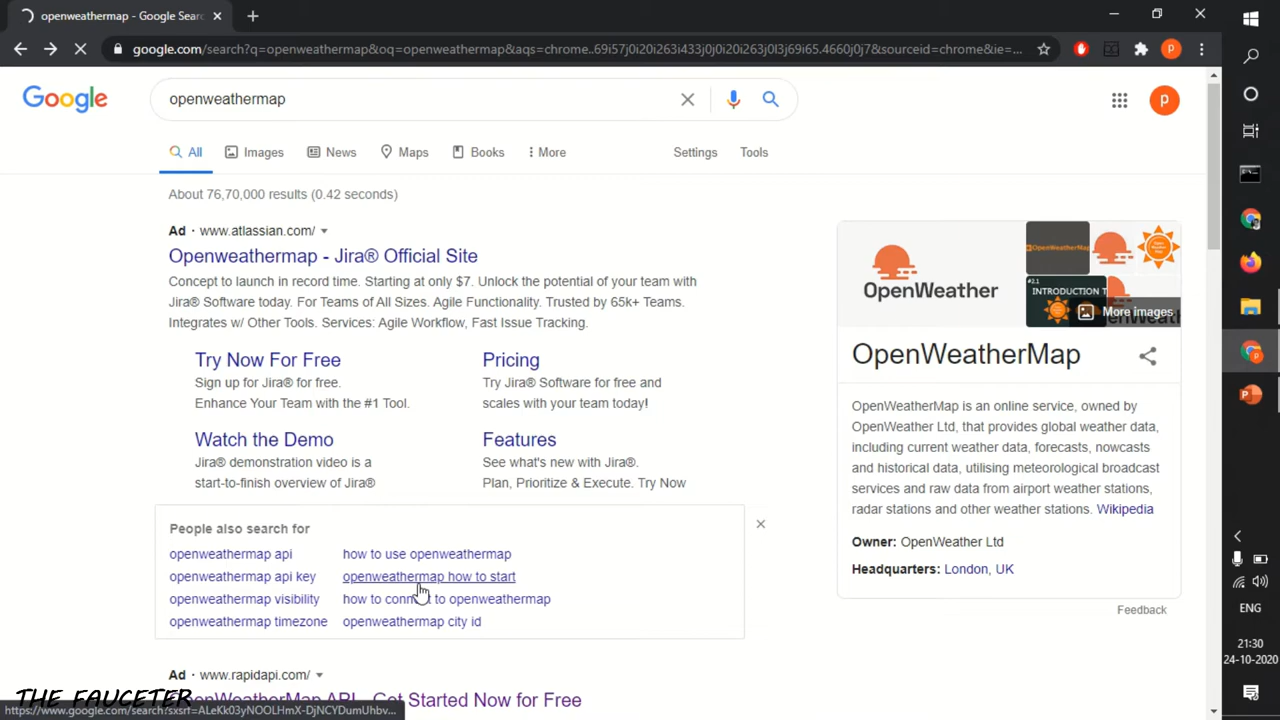 openweathermap - Google Sear
google.com/search?q=openweathermap&oq=openweathermap&aqs=chrome..69i57j0i20i263i433j0j0i20i263j0l3j69i65.4660j0j7&sourceid=chrome&ie=...
Google
openweathermap
p
All
Images
News
Maps
Books
More
Settings
Tools
About 76,70,000 results (0.42 seconds)
Ad · www.atlassian.com/
Openweathermap - Jira® Official Site
Concept to launch in record time. Starting at only $7. Unlock the potential of your team with
Jira® Software today. For Teams of All Sizes. Agile Functionality. Trusted by 65k+ Teams.
Integrates w/ Other Tools. Services: Agile Workflow, Fast Issue Tracking.
Try Now For Free
Sign up for Jira® for free.
Enhance Your Team with the #1 Tool.
Pricing
Try Jira® Software for free and
scales with your team today!
Watch the Demo
Jira® demonstration video is a
start-to-finish overview of Jira®
Features
See what's new with Jira®.
Plan, Prioritize & Execute. Try Now
People also search for
openweathermap api
how to use openweathermap
openweathermap api key
openweathermap how to start
openweathermap visibility
how to connect to openweathermap
openweathermap timezone
openweathermap city id
Ad · www.rapidapi.com/
OpenWeatherMap API - Get Started Now for Free
OpenWeather
OpenWeatherMap
#2.1
INTRODUCTION T
More images
OpenWeatherMap
OpenWeatherMap is an online service, owned by
OpenWeather Ltd, that provides global weather data,
including current weather data, forecasts, nowcasts
and historical data, utilising meteorological broadcast
services and raw data from airport weather stations,
radar stations and other weather stations. Wikipedia
Owner: OpenWeather Ltd
Headquarters: London, UK
Feedback
THE FAUCETER
https://www.google.com/search?sxsrf=ALeKk03yNOOLHmX-DjNCYDumUhbv...
ENG
21:30
24-10-2020